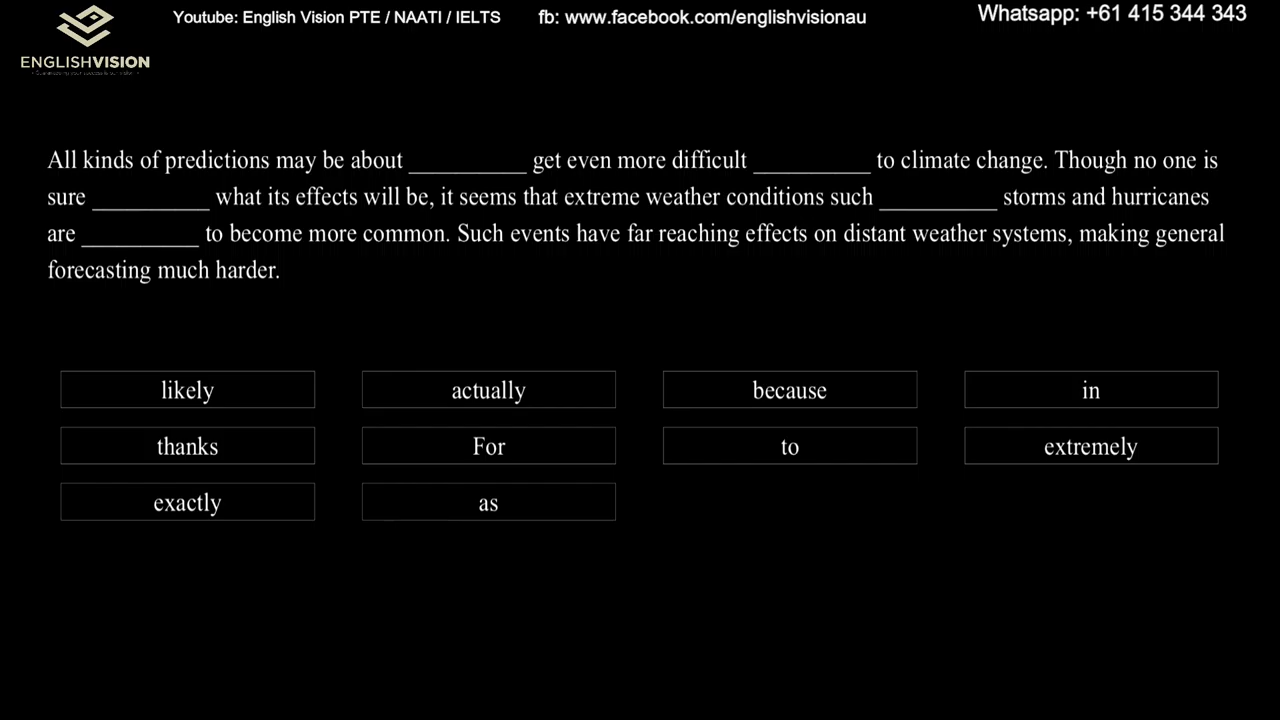 Youtube: English Vision PTE / NAATI / IELTS fb: www.facebook.com/englishvisionau Whatsapp: +61 415 344 343
ENGLISHVISION
All kinds of predictions may be about __________ get even more difficult __________ to climate change. Though no one is
sure __________ what its effects will be, it seems that extreme weather conditions such __________ storms and hurricanes
are __________ to become more common. Such events have far reaching effects on distant weather systems, making general
forecasting much harder.
likely actually because in
thanks For to extremely
exactly as